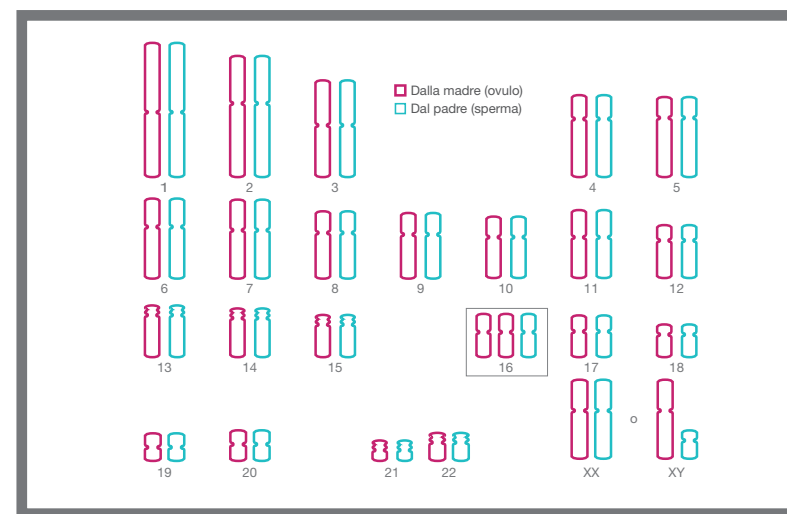 Dalla madre (ovulo)
Dal padre (sperma)
1 2 3 4 5
6 7 8 9 10 11 12
13 14 15 16 17 18
o
19 20 21 22 XX XY